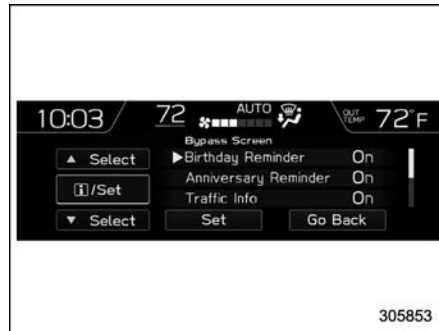 10:03 72 AUTO OUT TEMP 72°F
Bypass Screen
▲ Select ▶Birthday Reminder On
i/Set Anniversary Reminder On
Traffic Info On
▼ Select Set Go Back
305853